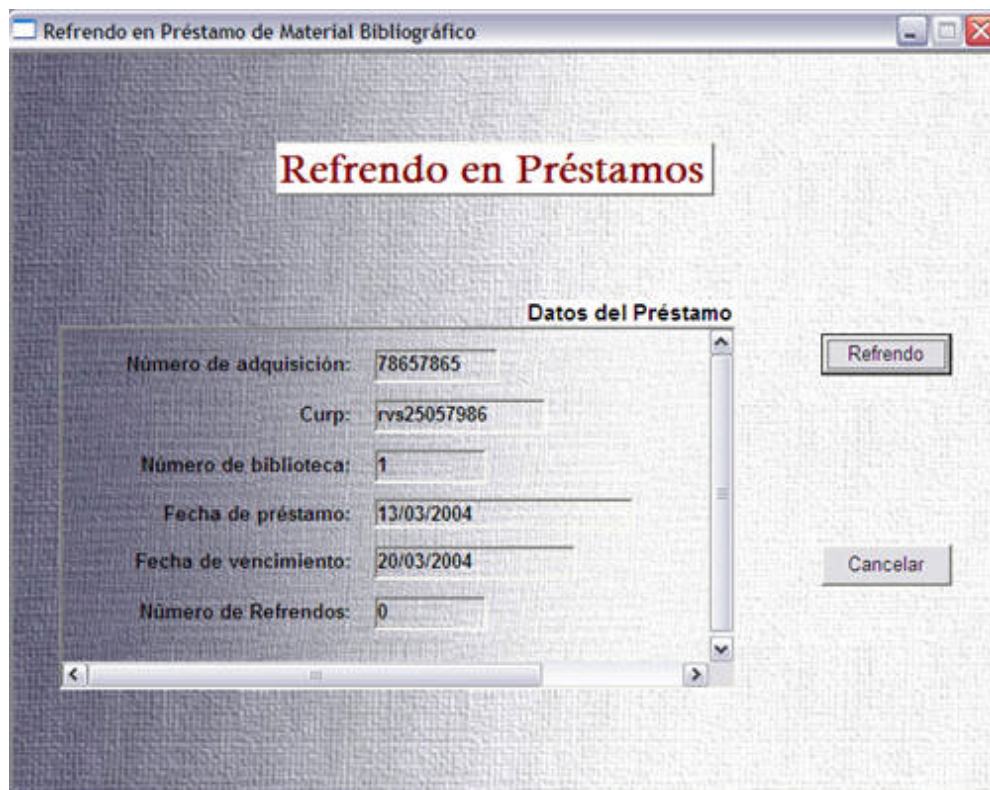 Refrendo en Préstamo de Material Bibliográfico
Refrendo en Préstamos
Datos del Préstamo
Número de adquisición: 78657865
Refrendo
Curp: rvs25057986
Número de biblioteca: 1
Fecha de préstamo: 13/03/2004
Fecha de vencimiento: 20/03/2004
Cancelar
Número de Refrendos: 0